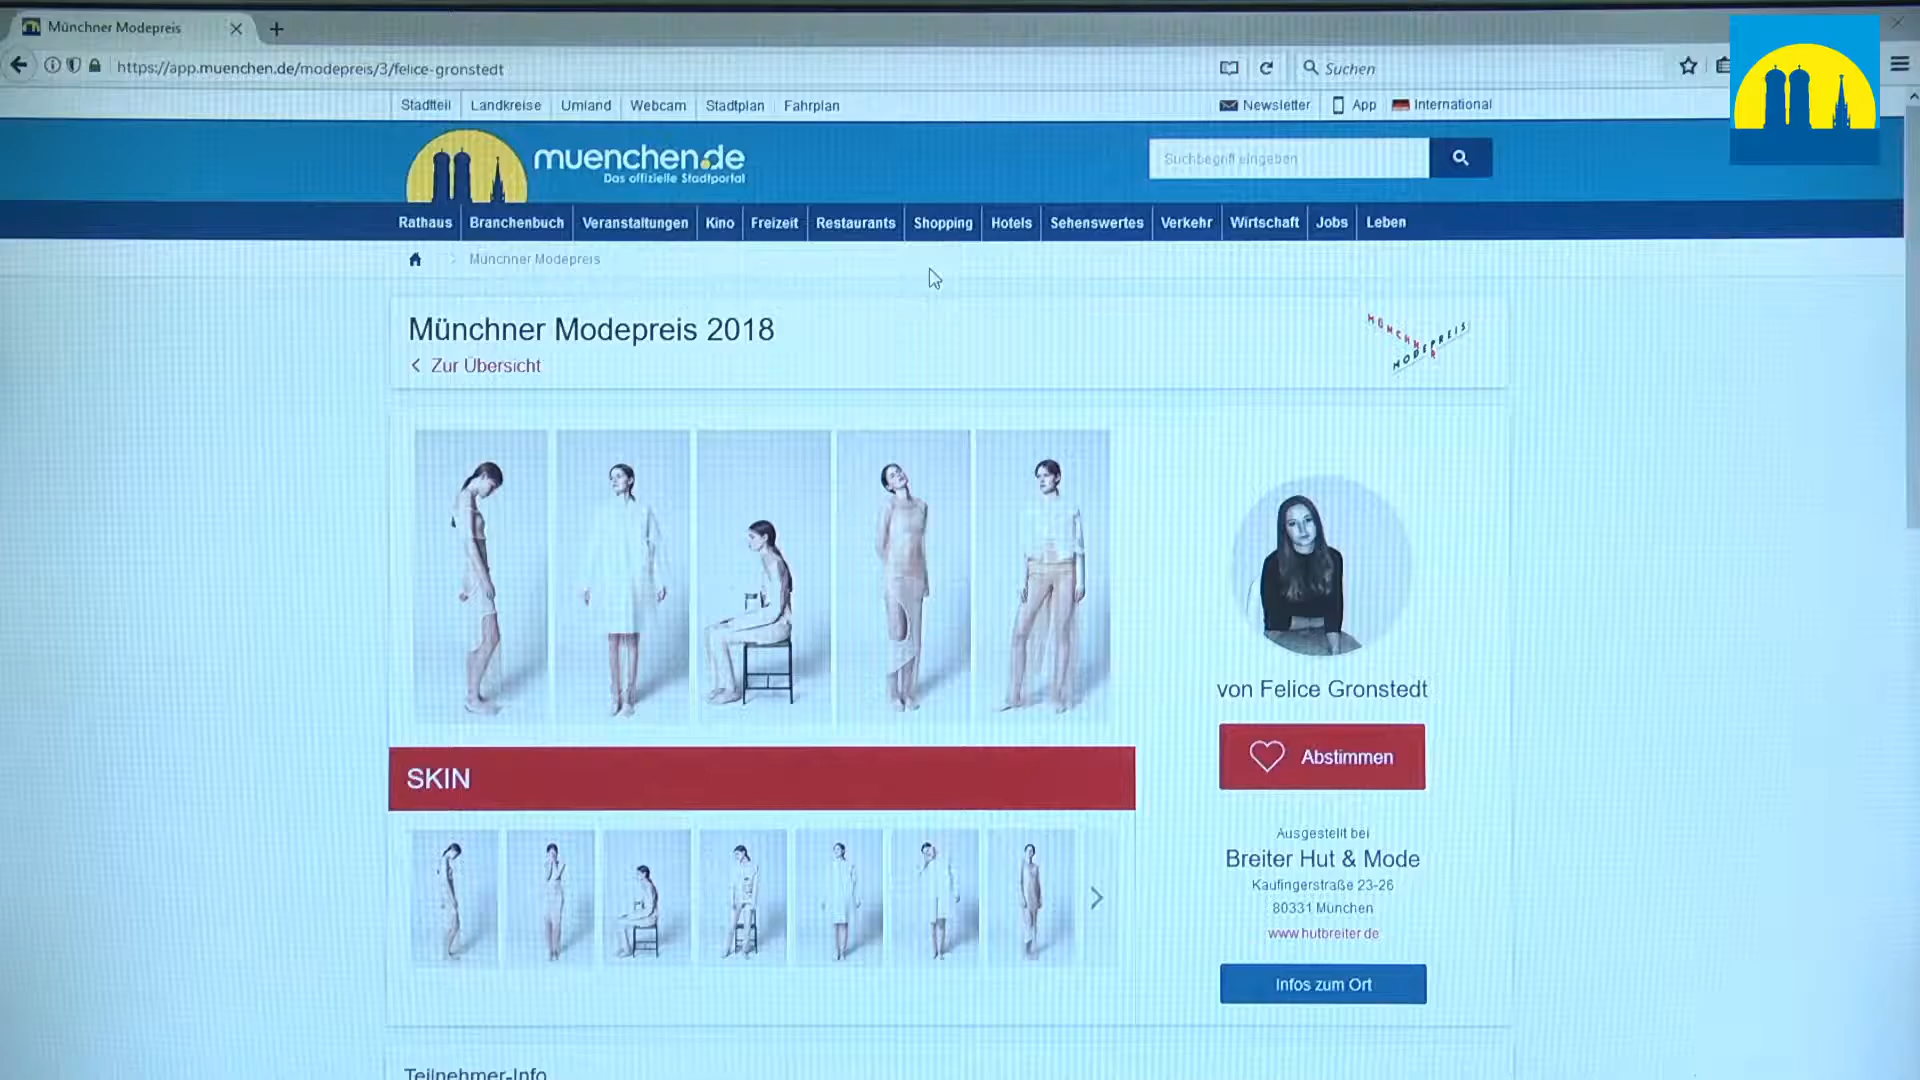 Münchner Modepreis
https://app.muenchen.de/modepreis/3/felice-gronstedt
Suchen
Stadtteil Landkreise Umland Webcam Stadtplan Fahrplan
Newsletter App International
muenchen.de
Das offizielle Stadtportal
Suchbegriff eingeben
Rathaus Branchenbuch Veranstaltungen Kino Freizeit Restaurants Shopping Hotels Sehenswertes Verkehr Wirtschaft Jobs Leben
Münchner Modepreis
Münchner Modepreis 2018
Zur Übersicht
MÜNCHNER
MODEPREIS
von Felice Gronstedt
Abstimmen
SKIN
Ausgestellt bei
Breiter Hut & Mode
Kaufingerstraße 23-26
80331 München
www.hutbreiter.de
Infos zum Ort
Teilnehmer-Info